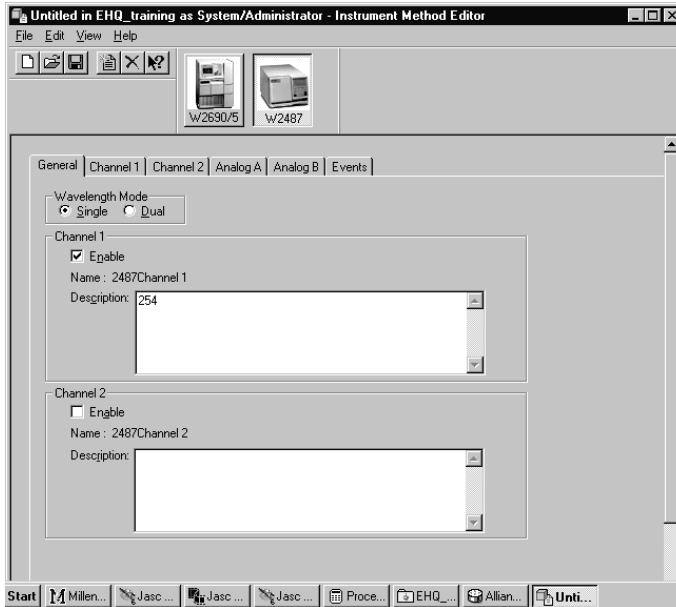 Untitled in EHQ_training as System/Administrator - Instrument Method Editor
File Edit View Help
W2690/5 W2487
General Channel 1 Channel 2 Analog A Analog B Events
Wavelength Mode
Single Dual
Channel 1
Enable
Name : 2487Channel 1
Description: 254
Channel 2
Enable
Name : 2487Channel 2
Description:
Start Millen... Jasc ... Jasc ... Jasc ... Proce... EHQ_... Allian... Unti...